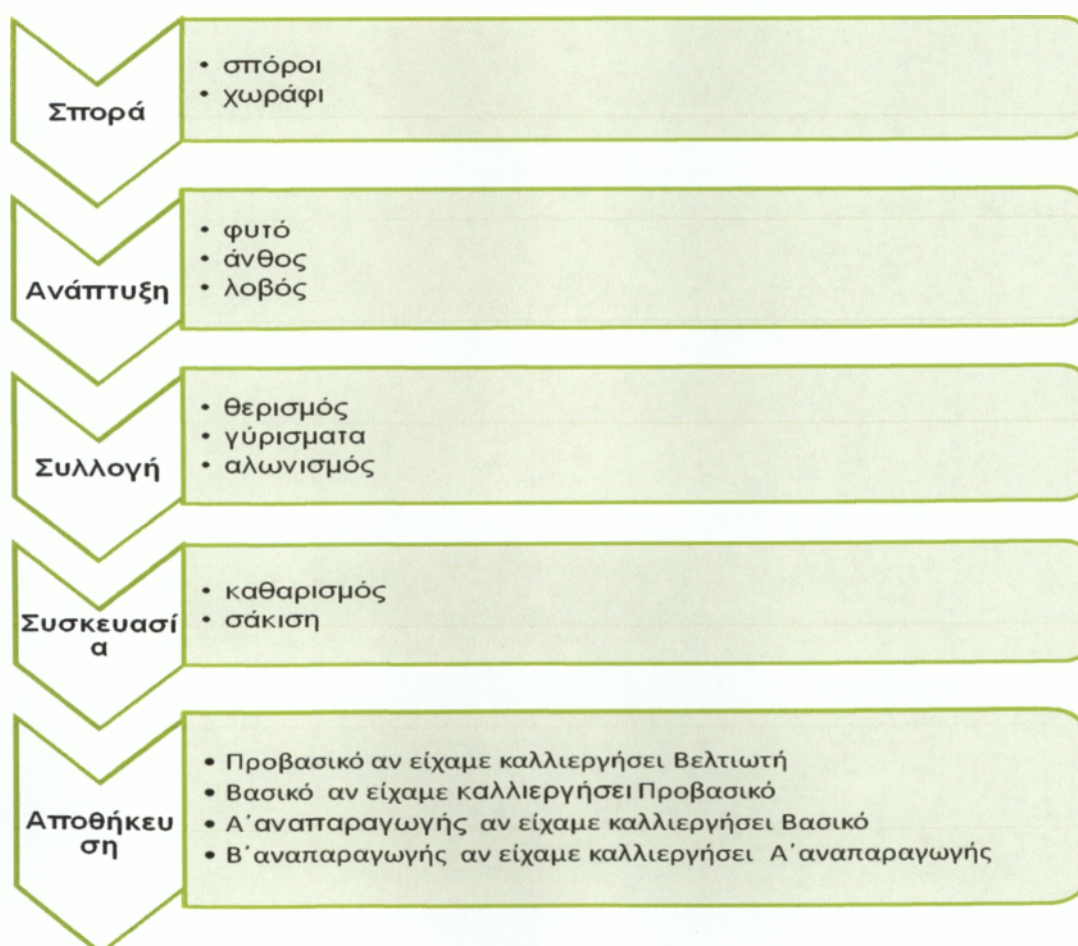 Σπορά
• σπόροι
• χωράφι
Ανάπτυξη
• φυτό
• άνθος
• λοβός
Συλλογή
• θερισμός
• γύρισματα
• αλωνισμός
Συσκευασί
α
• καθαρισμός
• σάκιση
Αποθήκευ
ση
• Προβασικό αν είχαμε καλλιεργήσει Βελτιωτή
• Βασικό αν είχαμε καλλιεργήσει Προβασικό
• Α΄αναπαραγωγής αν είχαμε καλλιεργήσει Βασικό
• Β΄αναπαραγωγής αν είχαμε καλλιεργήσει Α΄αναπαραγωγής